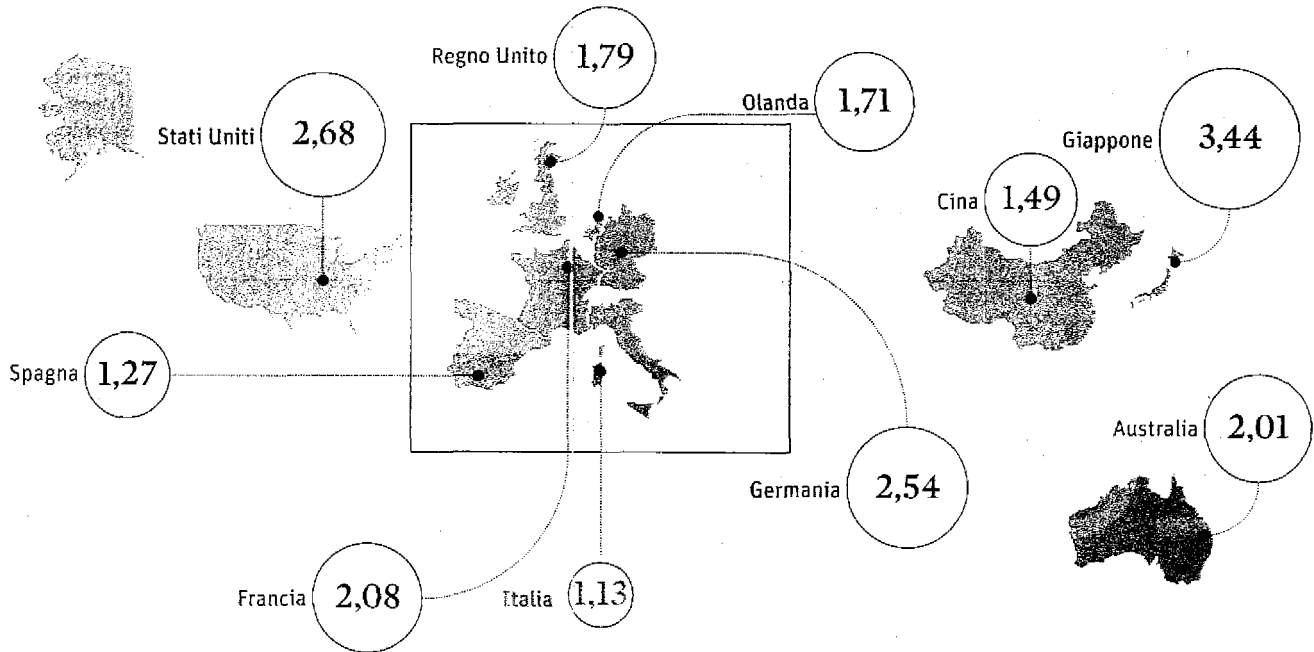 Regno Unito 1,79
Olanda 1,71
Stati Uniti 2,68
Giappone 3,44
Cina 1,49
Spagna 1,27
Australia 2,01
Germania 2,54
Francia 2,08
Italia 1,13